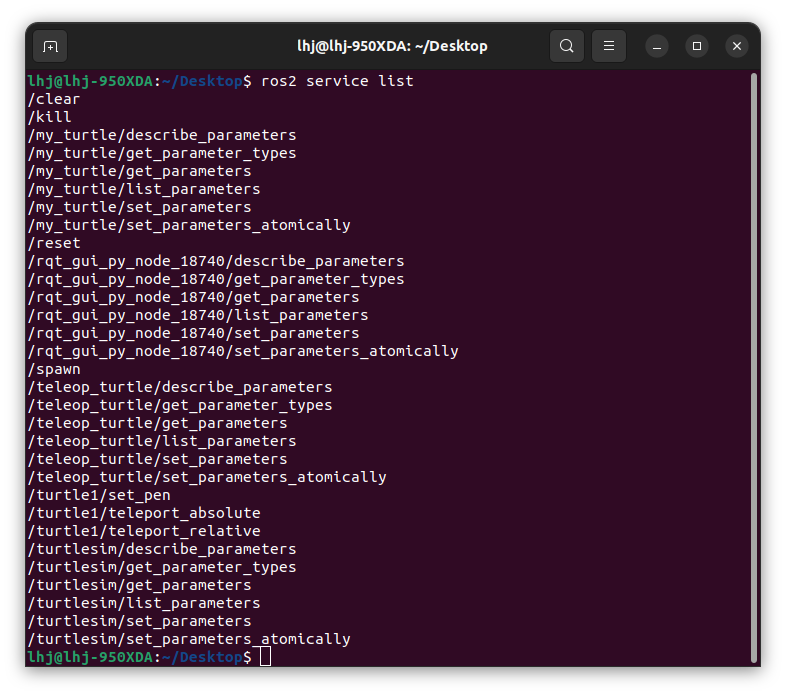 lhj@lhj-950XDA: ~/Desktop
lhj@lhj-950XDA:~/Desktop$ ros2 service list
/clear
/kill
/my_turtle/describe_parameters
/my_turtle/get_parameter_types
/my_turtle/get_parameters
/my_turtle/list_parameters
/my_turtle/set_parameters
/my_turtle/set_parameters_atomically
/reset
/rqt_gui_py_node_18740/describe_parameters
/rqt_gui_py_node_18740/get_parameter_types
/rqt_gui_py_node_18740/get_parameters
/rqt_gui_py_node_18740/list_parameters
/rqt_gui_py_node_18740/set_parameters
/rqt_gui_py_node_18740/set_parameters_atomically
/spawn
/teleop_turtle/describe_parameters
/teleop_turtle/get_parameter_types
/teleop_turtle/get_parameters
/teleop_turtle/list_parameters
/teleop_turtle/set_parameters
/teleop_turtle/set_parameters_atomically
/turtle1/set_pen
/turtle1/teleport_absolute
/turtle1/teleport_relative
/turtlesim/describe_parameters
/turtlesim/get_parameter_types
/turtlesim/get_parameters
/turtlesim/list_parameters
/turtlesim/set_parameters
/turtlesim/set_parameters_atomically
lhj@lhj-950XDA:~/Desktop$